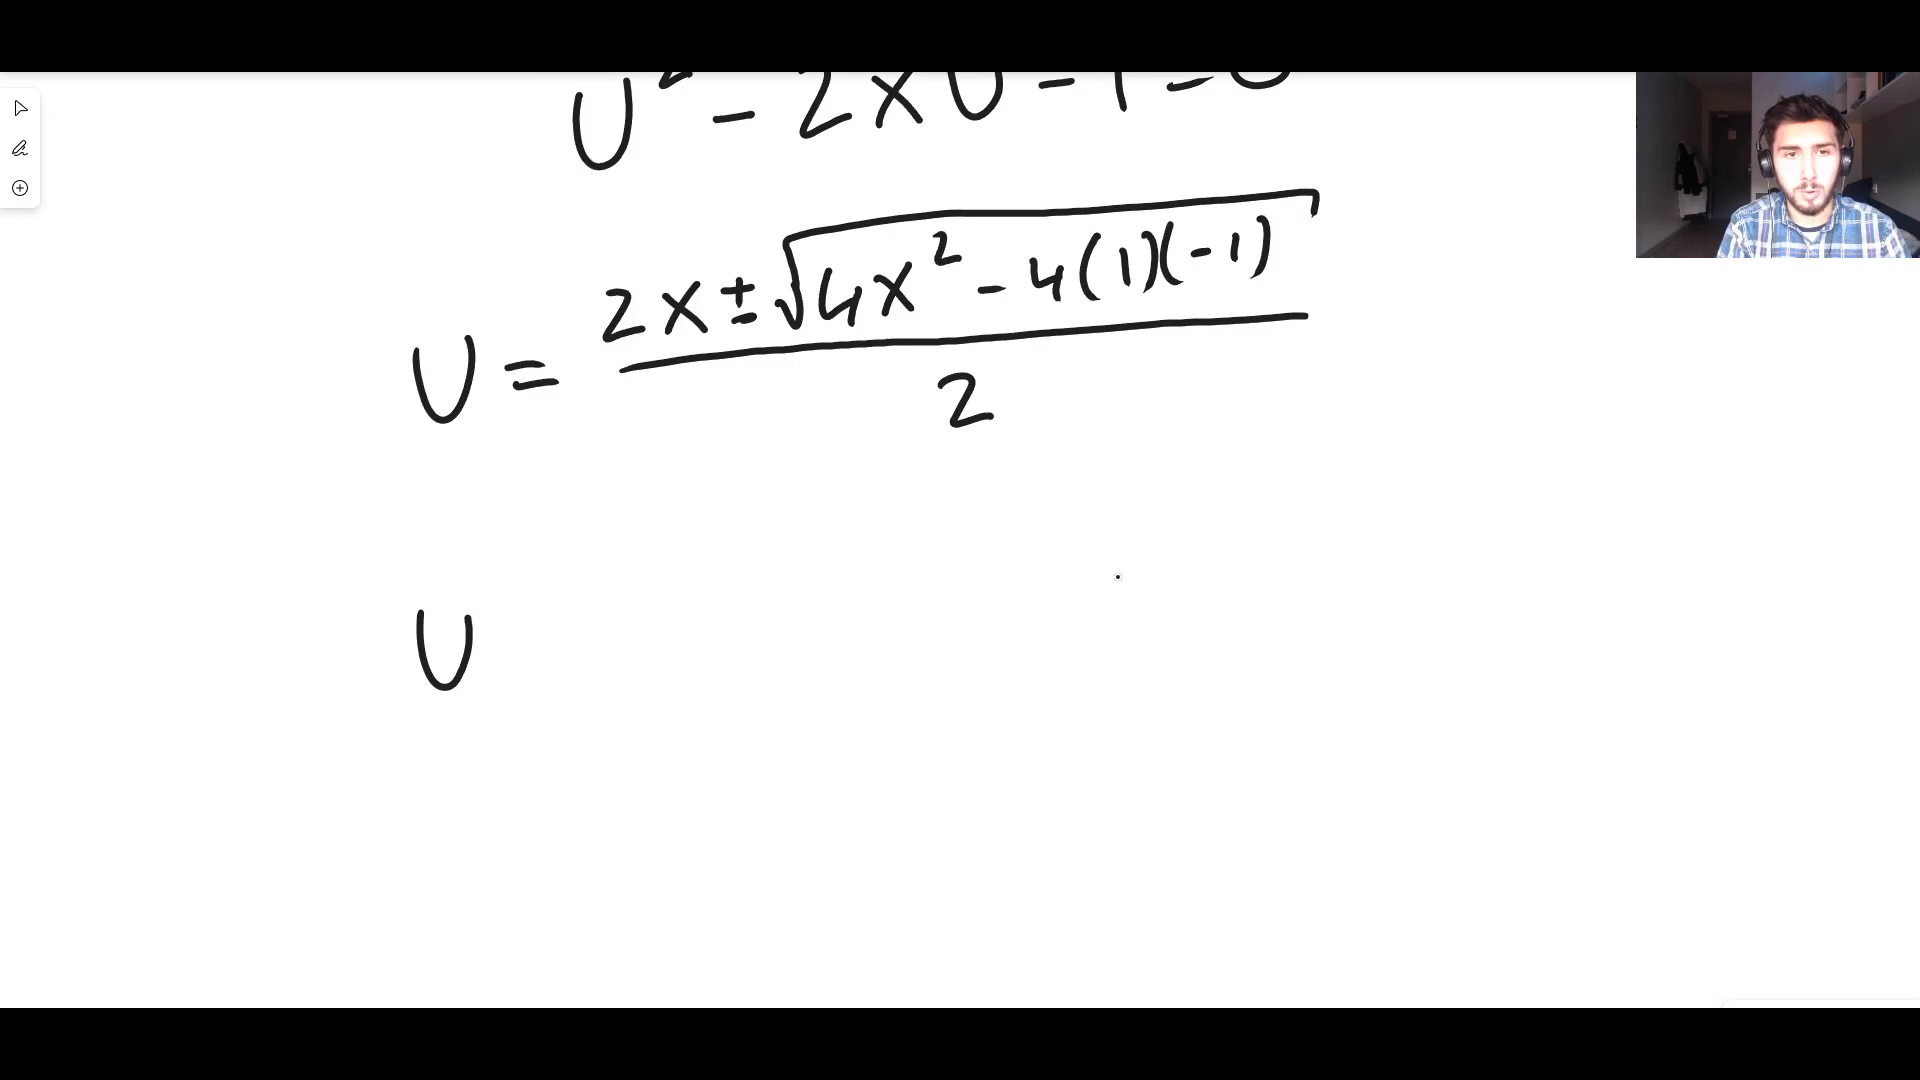 U² - 2xU - 1 = 0
U = (2x ± √(4x² - 4(1)(-1))) / 2
U